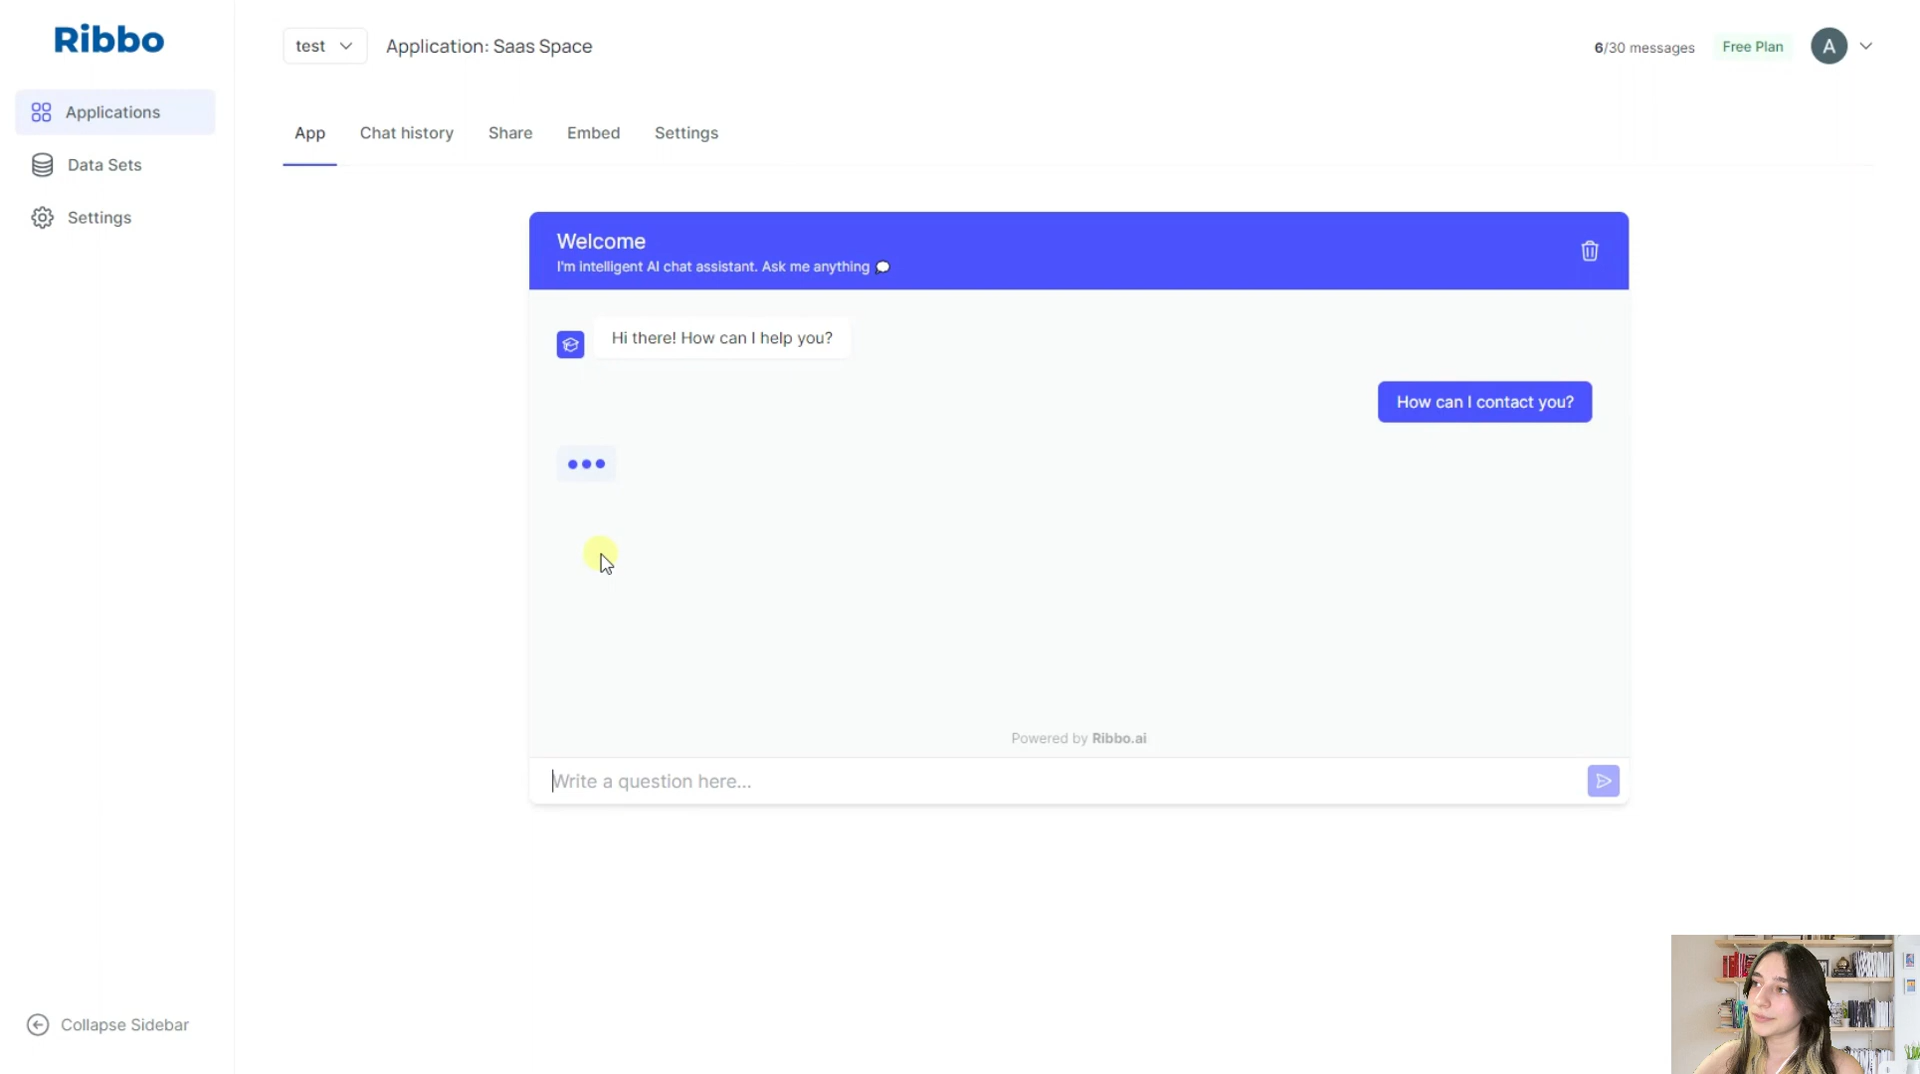 Ribbo
test
Application: Saas Space
6/30 messages
Free Plan
A
Applications
Data Sets
Settings
App
Chat history
Share
Embed
Settings
Welcome
I'm intelligent AI chat assistant. Ask me anything 💬
Hi there! How can I help you?
How can I contact you?
Powered by Ribbo.ai
Write a question here...
Collapse Sidebar